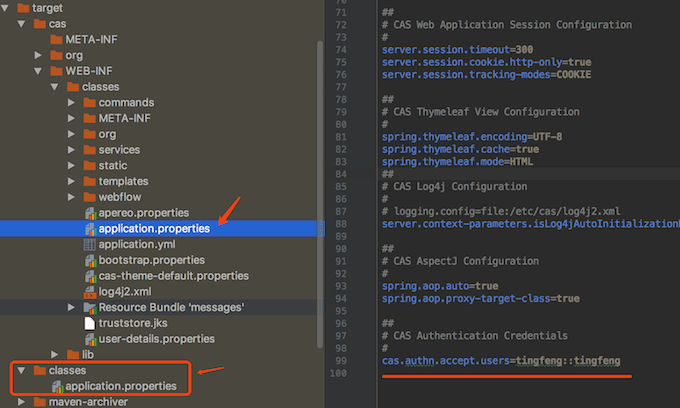 target
cas
META-INF
org
WEB-INF
classes
commands
META-INF
org
services
static
templates
webflow
apereo.properties
application.properties
application.yml
bootstrap.properties
cas-theme-default.properties
log4j2.xml
Resource Bundle 'messages'
truststore.jks
user-details.properties
lib
classes
application.properties
maven-archiver
71 ##
72 # CAS Web Application Session Configuration
73 #
74 server.session.timeout=300
75 server.session.cookie.http-only=true
76 server.session.tracking-modes=COOKIE
77
78 ##
79 # CAS Thymeleaf View Configuration
80 #
81 spring.thymeleaf.encoding=UTF-8
82 spring.thymeleaf.cache=true
83 spring.thymeleaf.mode=HTML
84 ##
85 # CAS Log4j Configuration
86 #
87 # logging.config=file:/etc/cas/log4j2.xml
88 server.context-parameters.isLog4jAutoInitialization
89
90 ##
91 # CAS AspectJ Configuration
92 #
93 spring.aop.auto=true
94 spring.aop.proxy-target-class=true
95
96 ##
97 # CAS Authentication Credentials
98 #
99 cas.authn.accept.users=tingfeng::tingfeng
100